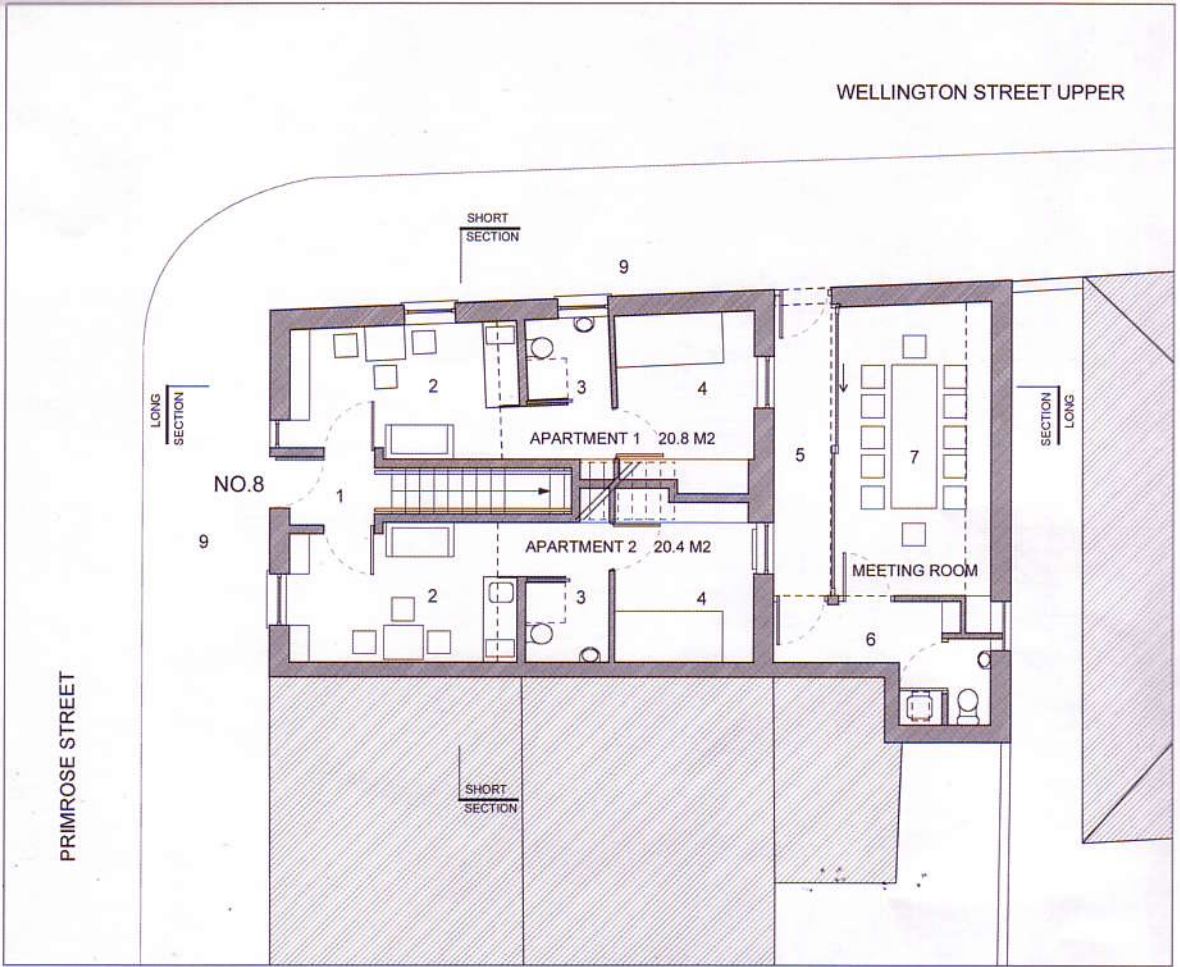 WELLINGTON STREET UPPER
SHORT
SECTION
9
LONG
SECTION
2
3
4
SECTION
LONG
APARTMENT 1 20.8 M2
5
7
NO.8
1
9
APARTMENT 2 20.4 M2
MEETING ROOM
2
3
4
6
PRIMROSE STREET
SHORT
SECTION